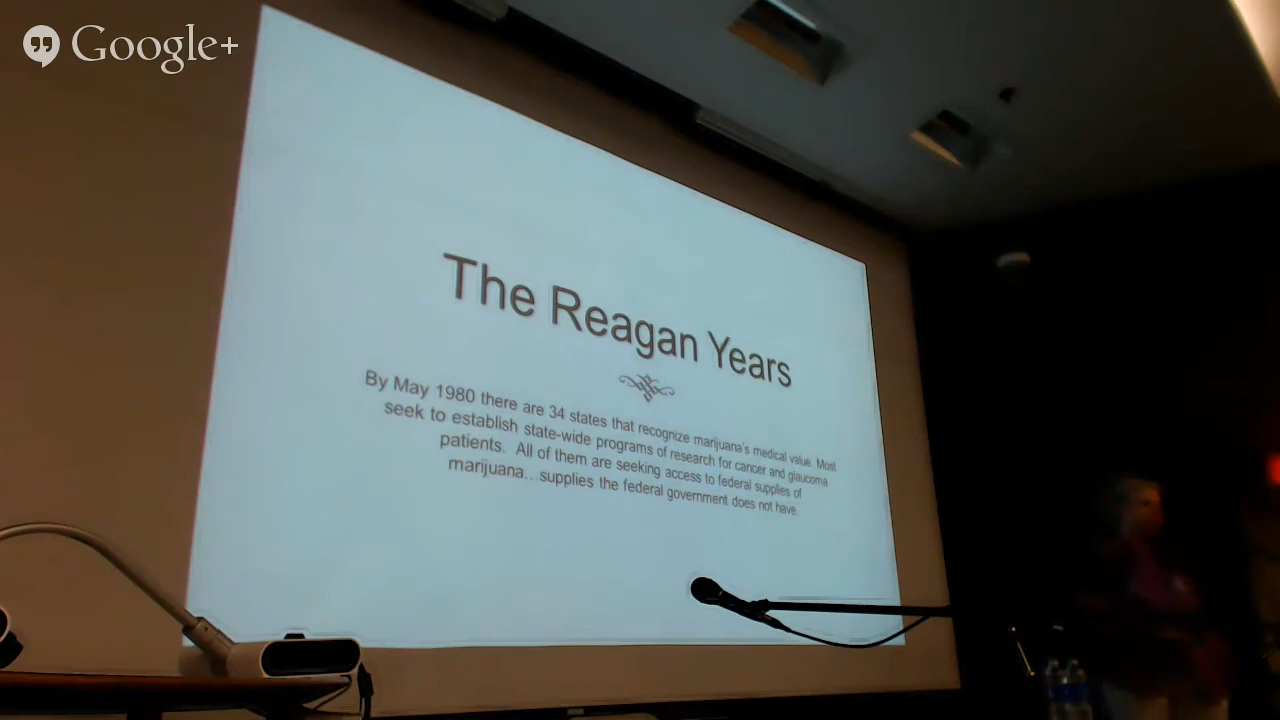 Google+
The Reagan Years
By May 1980 there are 34 states that recognize marijuana's medical value. Most
seek to establish state-wide programs of research for cancer and glaucoma
patients. All of them are seeking access to federal supplies of
marijuana...supplies the federal government does not have.